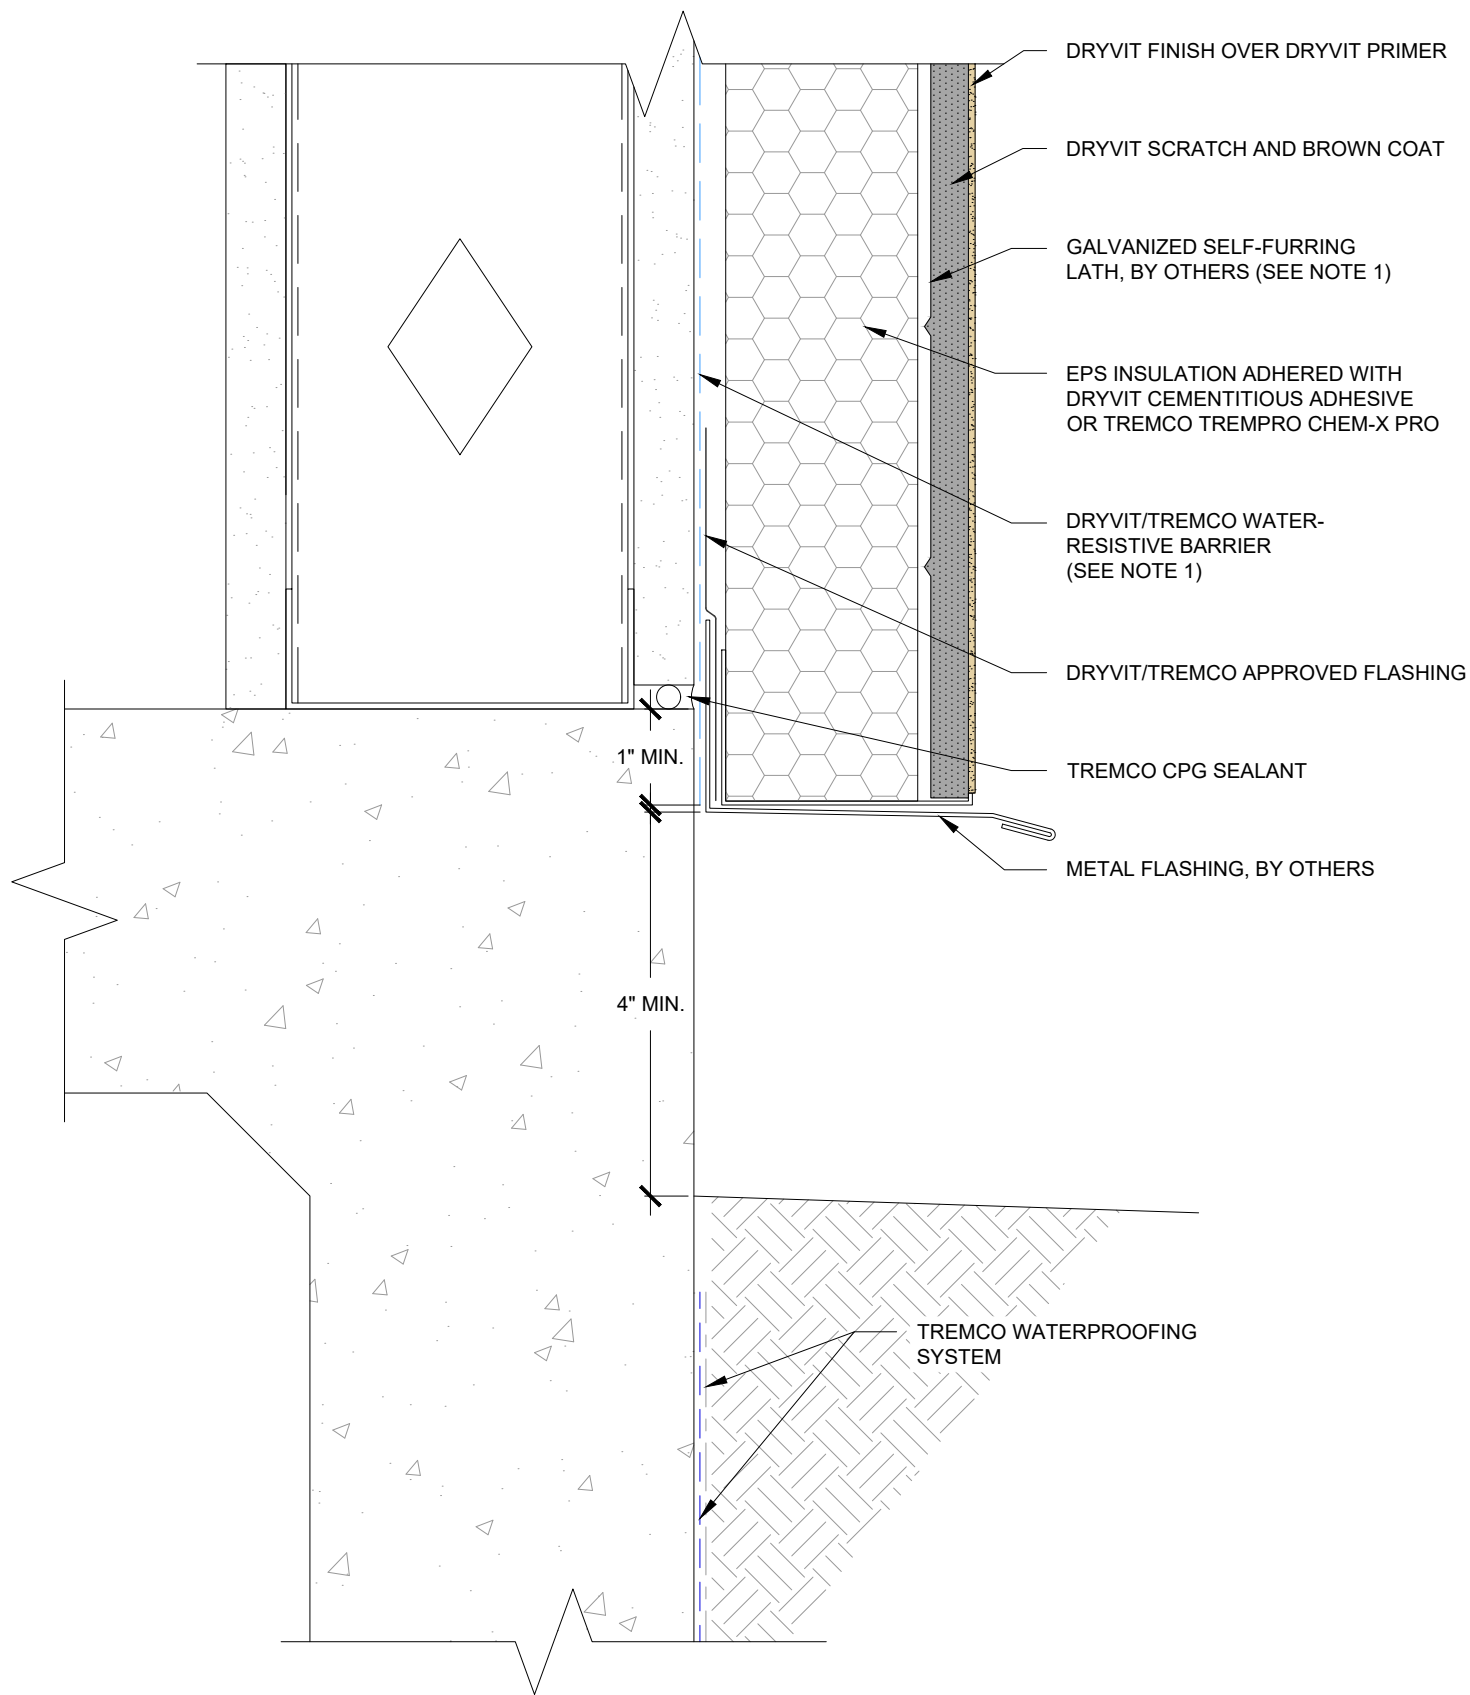 DRYVIT FINISH OVER DRYVIT PRIMER
DRYVIT SCRATCH AND BROWN COAT
GALVANIZED SELF-FURRING
LATH, BY OTHERS (SEE NOTE 1)
EPS INSULATION ADHERED WITH
DRYVIT CEMENTITIOUS ADHESIVE
OR TREMCO TREMPRO CHEM-X PRO
DRYVIT/TREMCO WATER-
RESISTIVE BARRIER
(SEE NOTE 1)
DRYVIT/TREMCO APPROVED FLASHING
1" MIN.
TREMCO CPG SEALANT
METAL FLASHING, BY OTHERS
4" MIN.
TREMCO WATERPROOFING
SYSTEM